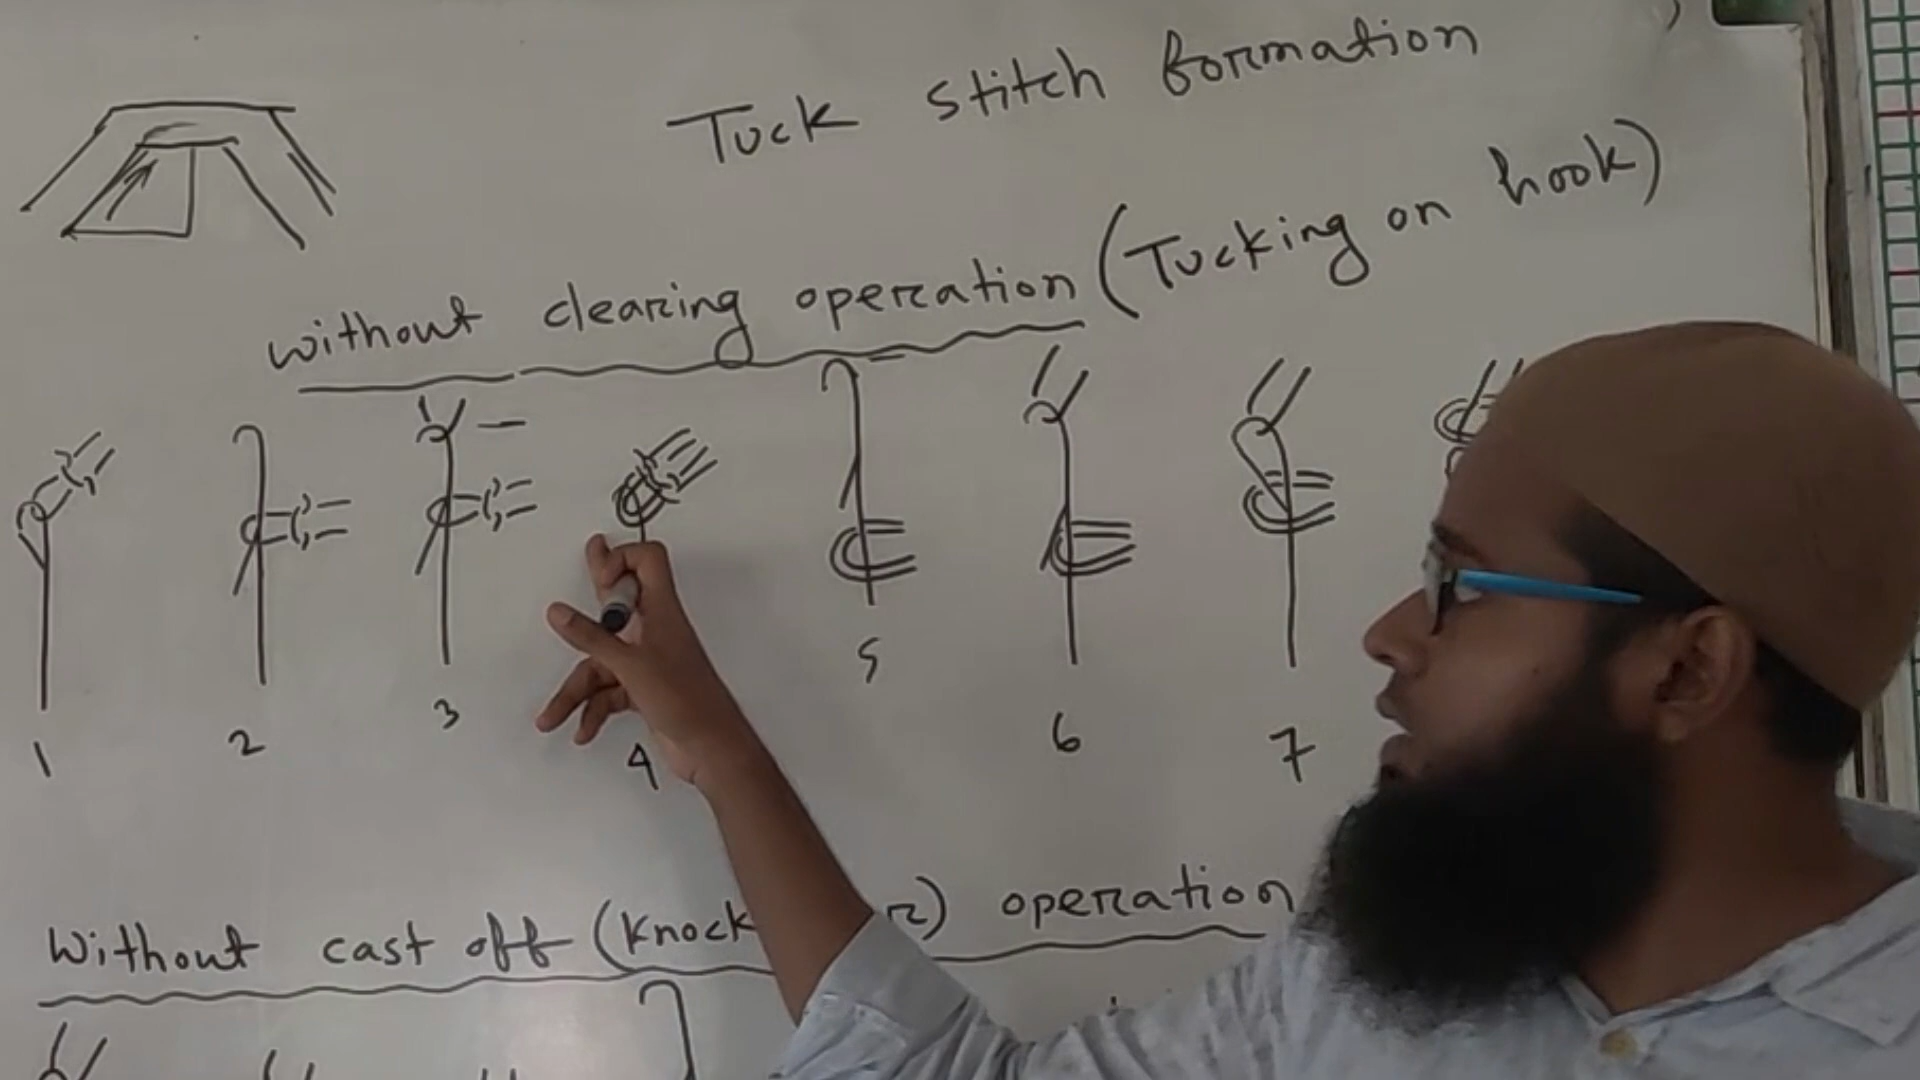 Tuck stitch formation
without clearing operation (Tucking on hook)
1 2 3 4 5 6 7
Without cast off (Knock r) operation